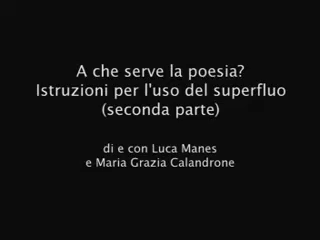 A che serve la poesia?
Istruzioni per l'uso del superfluo
(seconda parte)
di e con Luca Manes
e Maria Grazia Calandrone